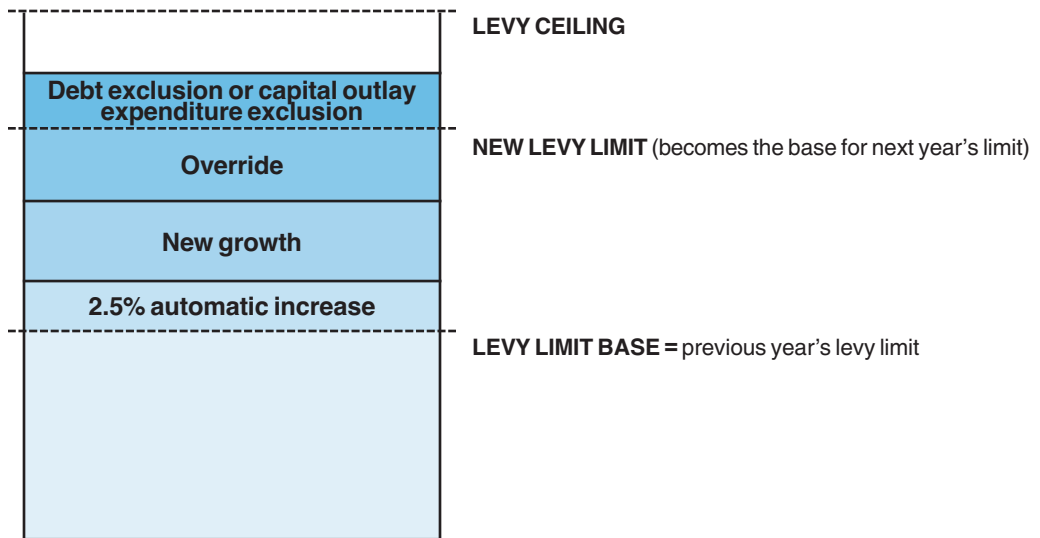 LEVY CEILING
Debt exclusion or capital outlay
expenditure exclusion
NEW LEVY LIMIT (becomes the base for next year’s limit)
Override
New growth
2.5% automatic increase
LEVY LIMIT BASE = previous year’s levy limit